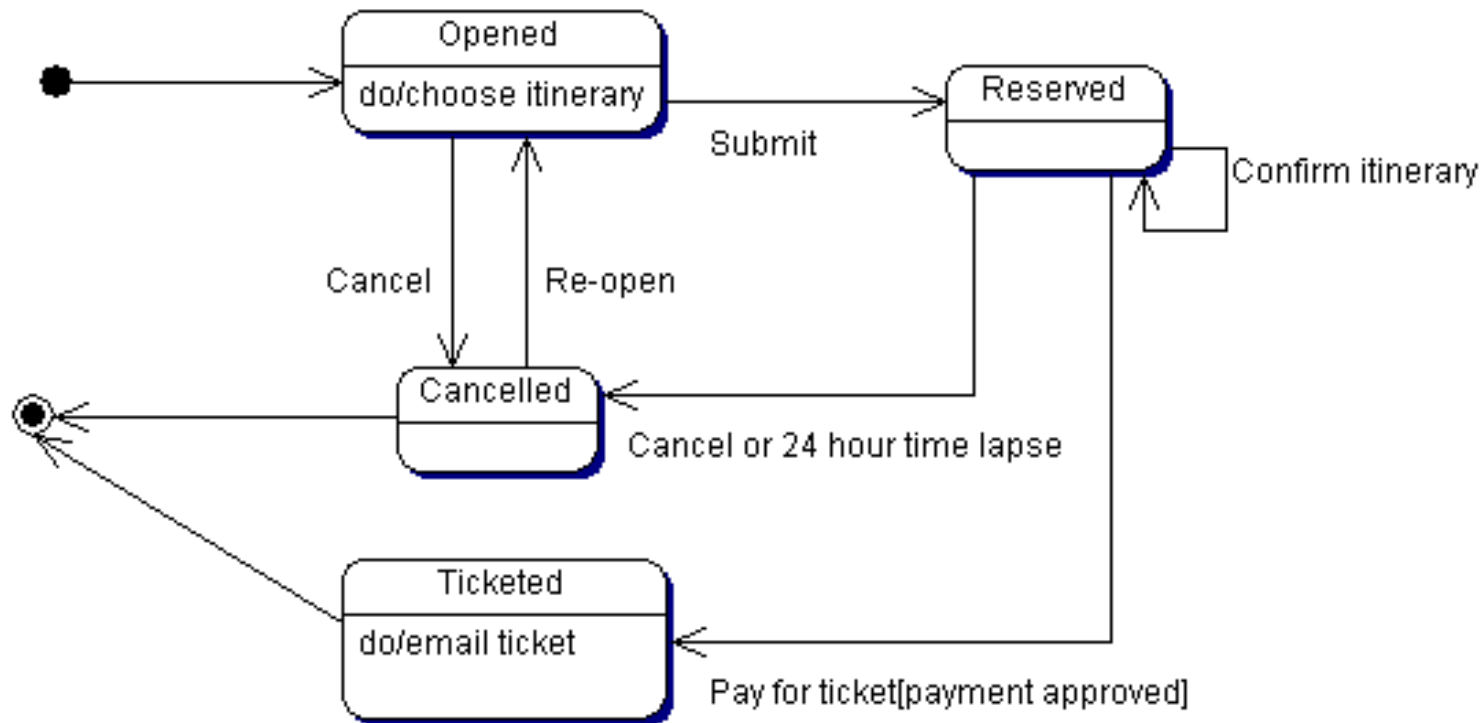 Opened
do/choose itinerary
Reserved
Submit
Confirm itinerary
Cancel
Re-open
Cancelled
Cancel or 24 hour time lapse
Ticketed
do/email ticket
Pay for ticket[payment approved]